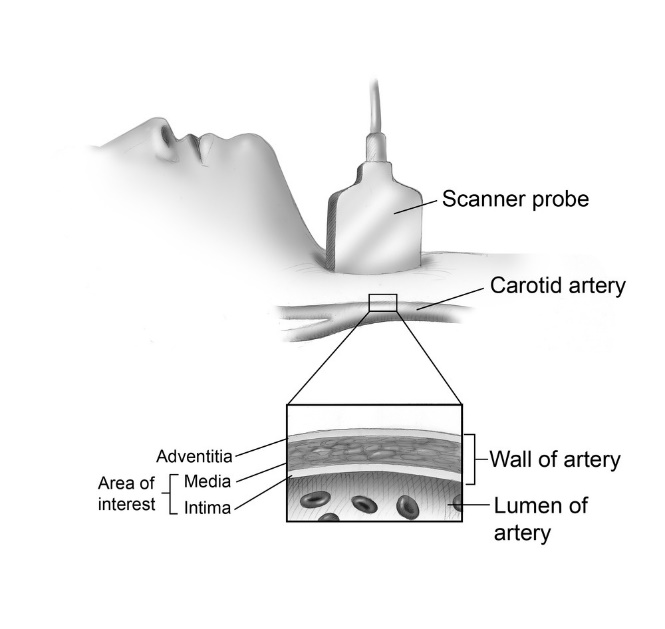 Scanner probe
Carotid artery
Adventitia
Media
Intima
Area of
interest
Wall of artery
Lumen of
artery